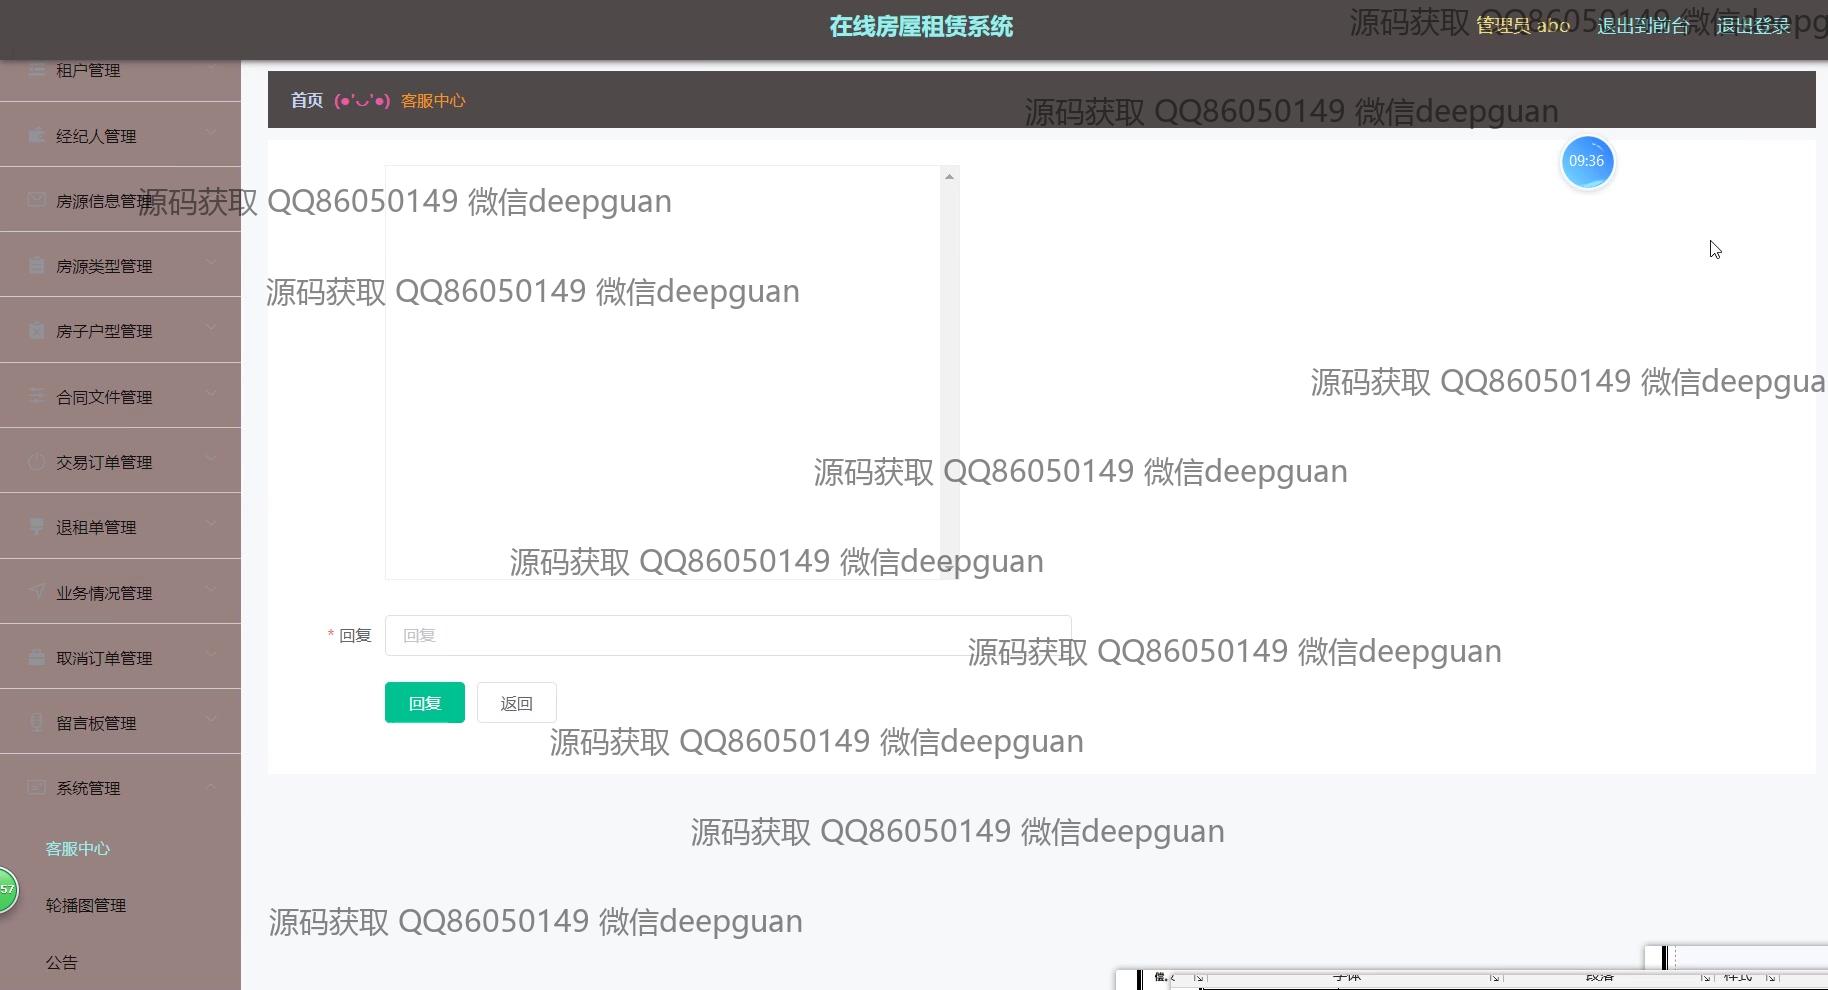 在线房屋租赁系统
管理员 abo 退出到前台 退出登录
源码获取 QQ86050149 微信deepg
租户管理
首页 (●'◡'●) 客服中心
源码获取 QQ86050149 微信deepguan
经纪人管理
09:36
房源信息管理
源码获取 QQ86050149 微信deepguan
房源类型管理
源码获取 QQ86050149 微信deepguan
房子户型管理
源码获取 QQ86050149 微信deepgua
合同文件管理
交易订单管理
源码获取 QQ86050149 微信deepguan
退租单管理
源码获取 QQ86050149 微信deepguan
业务情况管理
* 回复 回复
取消订单管理
源码获取 QQ86050149 微信deepguan
回复 返回
留言板管理
源码获取 QQ86050149 微信deepguan
系统管理
源码获取 QQ86050149 微信deepguan
客服中心
57
轮播图管理
源码获取 QQ86050149 微信deepguan
公告
字体 段落 样式